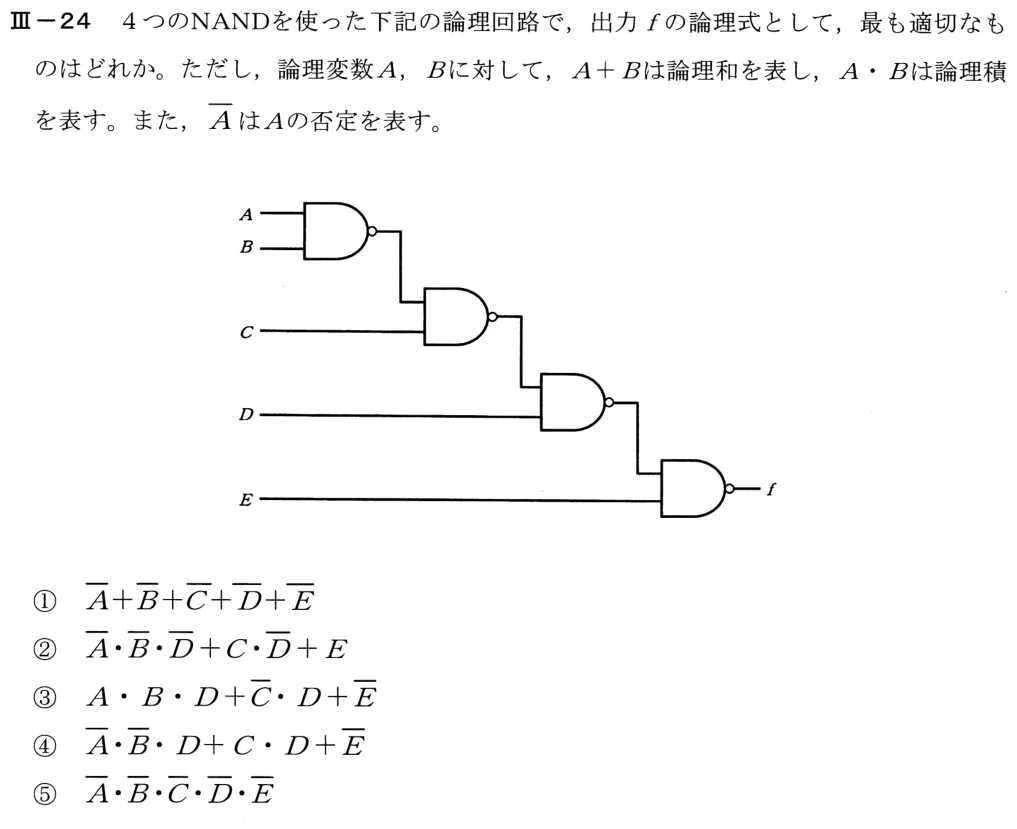 Ⅲ－24　4つのNANDを使った下記の論理回路で，出力 f の論理式として，最も適切なも
のはどれか。ただし，論理変数A，Bに対して，A＋Bは論理和を表し，A・Bは論理積
を表す。また，A̅ はAの否定を表す。
A
B
C
D
E
f
① A̅+B̅+C̅+D̅+E̅
② A̅・B̅・D̅+C・D̅+E
③ A・B・D+C̅・D+E̅
④ A̅・B̅・D+C・D+E̅
⑤ A̅・B̅・C̅・D̅・E̅